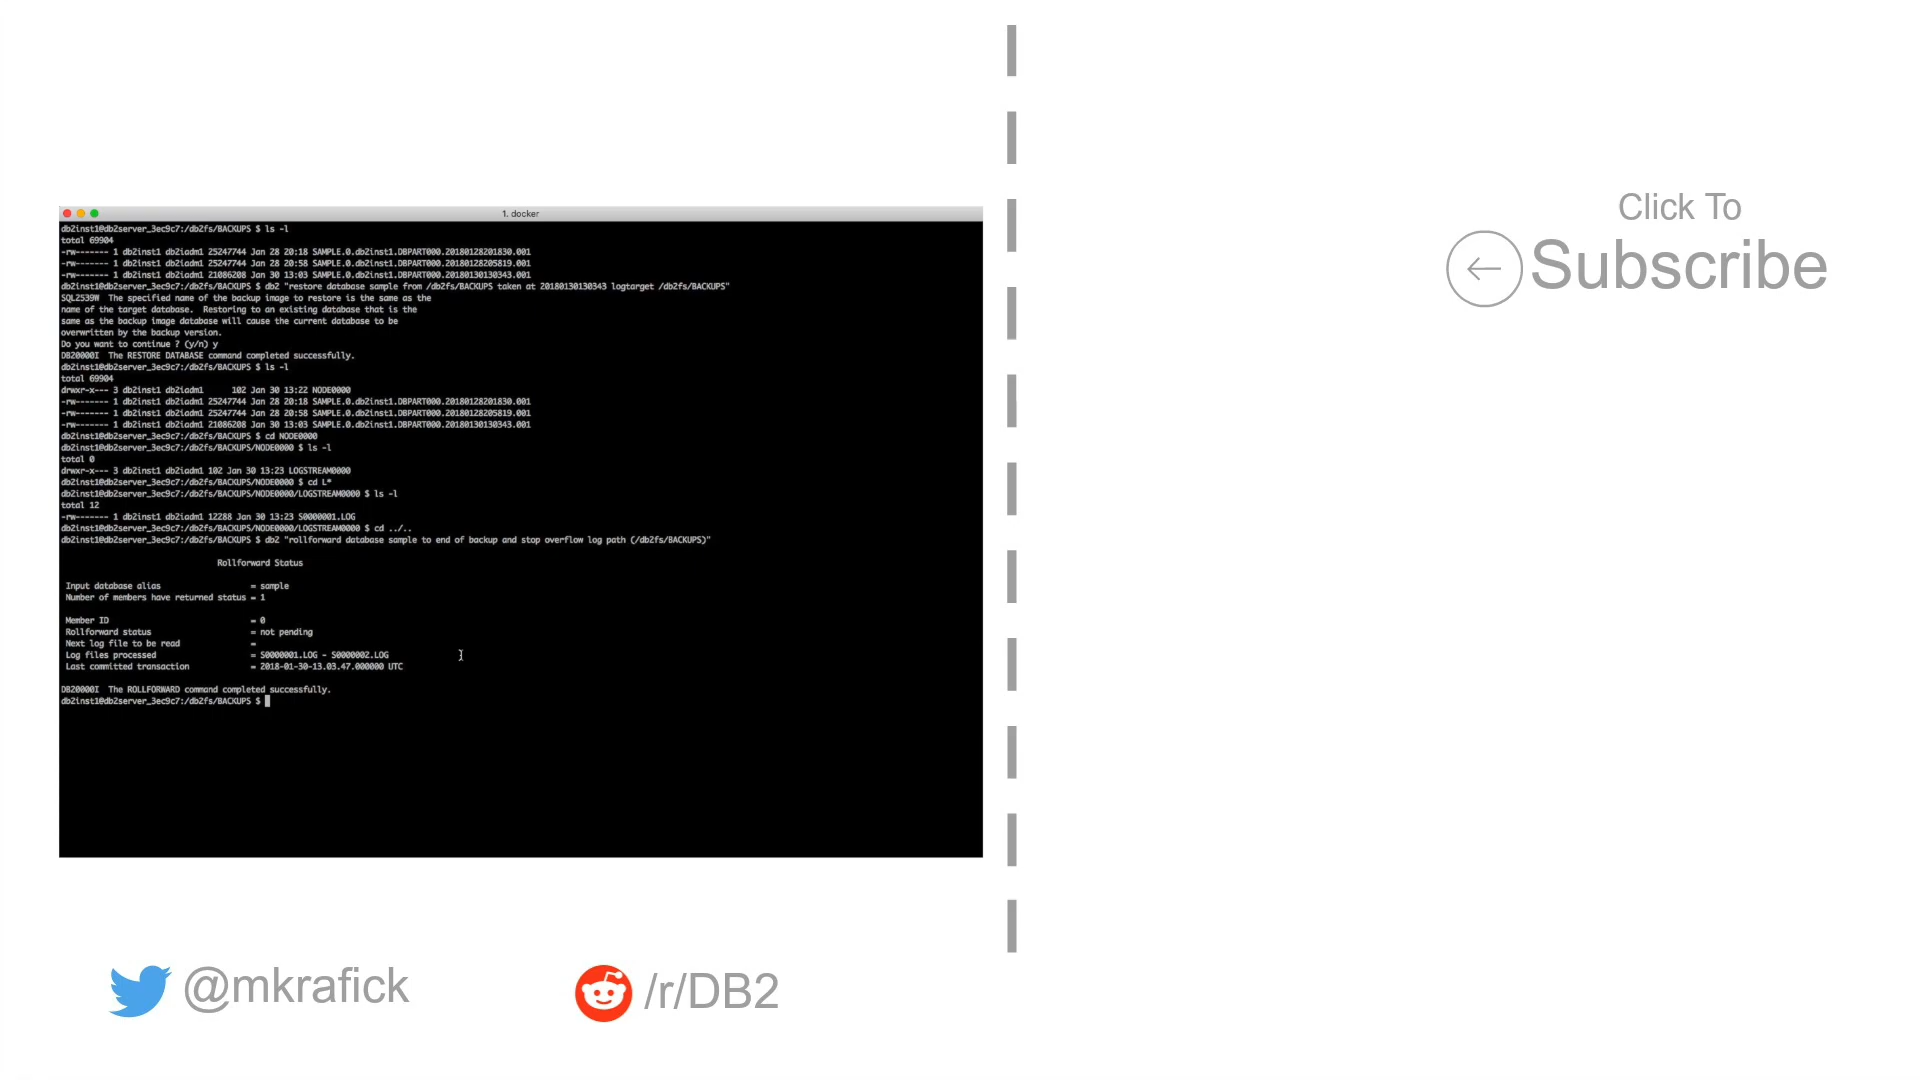 1. docker
db2inst1@db2server_3ec9c7:/db2fs/BACKUPS $ ls -l
total 69904
-rw------- 1 db2inst1 db2iadm1 25247744 Jan 28 20:18 SAMPLE.0.db2inst1.DBPART000.20180128201830.001
-rw------- 1 db2inst1 db2iadm1 25247744 Jan 28 20:58 SAMPLE.0.db2inst1.DBPART000.20180128205819.001
-rw------- 1 db2inst1 db2iadm1 21086208 Jan 30 13:03 SAMPLE.0.db2inst1.DBPART000.20180130130343.001
db2inst1@db2server_3ec9c7:/db2fs/BACKUPS $ db2 "restore database sample from /db2fs/BACKUPS taken at 20180130130343 logtarget /db2fs/BACKUPS"
SQL2539W  The specified name of the backup image to restore is the same as the
name of the target database.  Restoring to an existing database that is the
same as the backup image database will cause the current database to be
overwritten by the backup version.
Do you want to continue ? (y/n) y
DB20000I  The RESTORE DATABASE command completed successfully.
db2inst1@db2server_3ec9c7:/db2fs/BACKUPS $ ls -l
total 69904
drwxr-x--- 3 db2inst1 db2iadm1      102 Jan 30 13:22 NODE0000
-rw------- 1 db2inst1 db2iadm1 25247744 Jan 28 20:18 SAMPLE.0.db2inst1.DBPART000.20180128201830.001
-rw------- 1 db2inst1 db2iadm1 25247744 Jan 28 20:58 SAMPLE.0.db2inst1.DBPART000.20180128205819.001
-rw------- 1 db2inst1 db2iadm1 21086208 Jan 30 13:03 SAMPLE.0.db2inst1.DBPART000.20180130130343.001
db2inst1@db2server_3ec9c7:/db2fs/BACKUPS $ cd NODE0000
db2inst1@db2server_3ec9c7:/db2fs/BACKUPS/NODE0000 $ ls -l
total 0
drwxr-x--- 3 db2inst1 db2iadm1 102 Jan 30 13:23 LOGSTREAM0000
db2inst1@db2server_3ec9c7:/db2fs/BACKUPS/NODE0000 $ cd L*
db2inst1@db2server_3ec9c7:/db2fs/BACKUPS/NODE0000/LOGSTREAM0000 $ ls -l
total 12
-rw------- 1 db2inst1 db2iadm1 12288 Jan 30 13:23 S0000001.LOG
db2inst1@db2server_3ec9c7:/db2fs/BACKUPS/NODE0000/LOGSTREAM0000 $ cd ../..
db2inst1@db2server_3ec9c7:/db2fs/BACKUPS $ db2 "rollforward database sample to end of backup and stop overflow log path (/db2fs/BACKUPS)"
Rollforward Status
Input database alias = sample
Number of members have returned status = 1
Member ID = 0
Rollforward status = not pending
Next log file to be read =
Log files processed = S0000001.LOG - S0000002.LOG
Last committed transaction = 2018-01-30-13.03.47.000000 UTC
DB20000I  The ROLLFORWARD command completed successfully.
db2inst1@db2server_3ec9c7:/db2fs/BACKUPS $
Click To
Subscribe
@mkrafick
/r/DB2